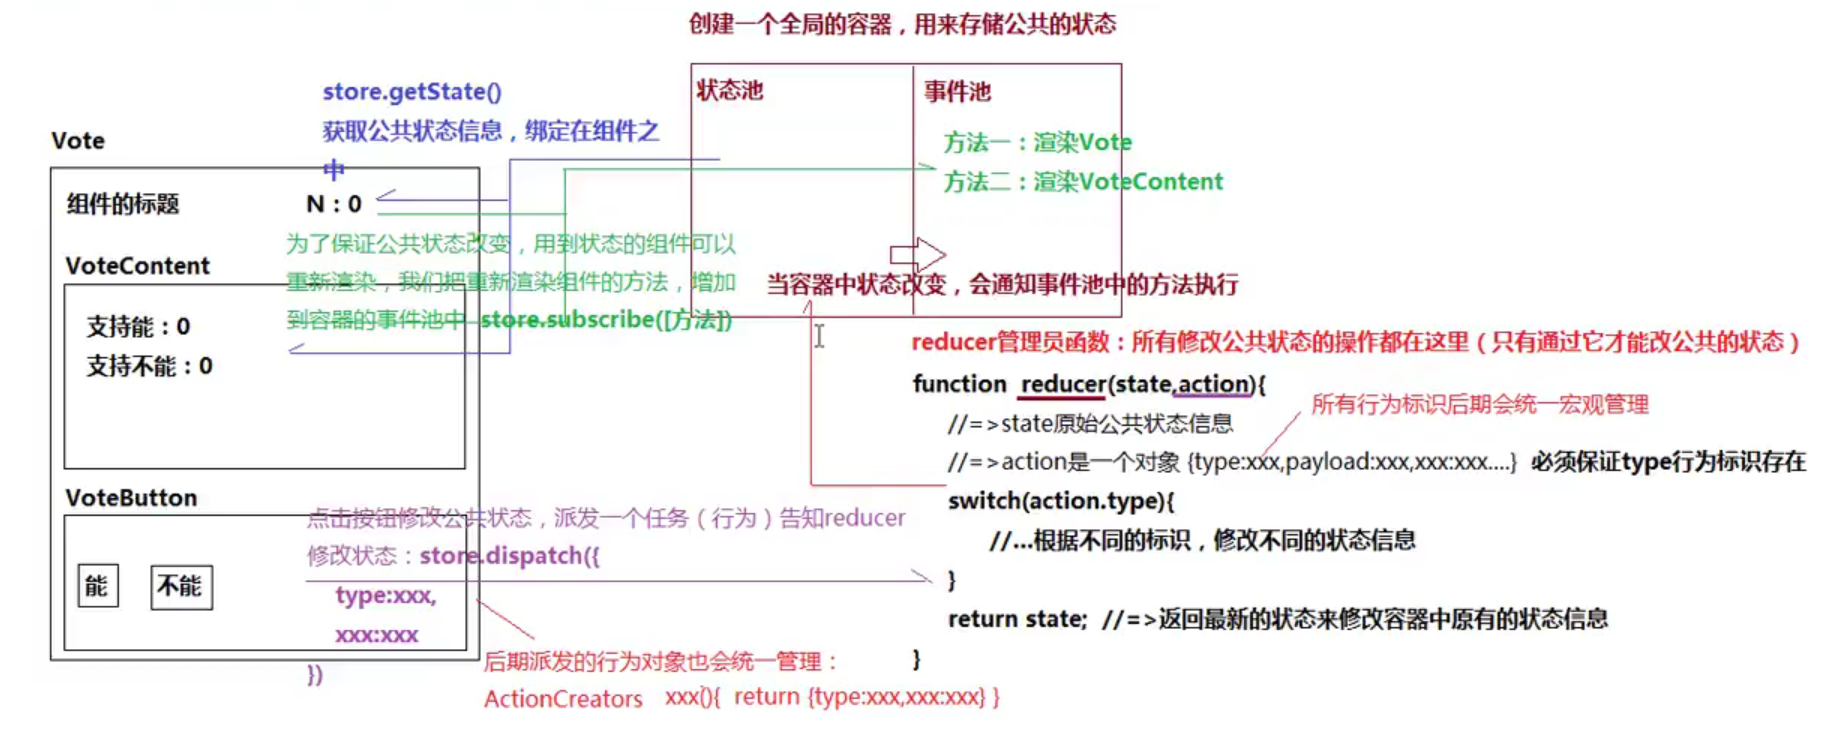 创建一个全局的容器，用来存储公共的状态
状态池
事件池
方法一：渲染Vote
方法二：渲染VoteContent
当容器中状态改变，会通知事件池中的方法执行
store.getState()
获取公共状态信息，绑定在组件之
中
Vote
组件的标题
N：0
为了保证公共状态改变，用到状态的组件可以
重新渲染，我们把重新渲染组件的方法，增加
到容器的事件池中 store.subscribe([方法])
VoteContent
支持能：0
支持不能：0
VoteButton
能
不能
点击按钮修改公共状态，派发一个任务（行为）告知reducer
修改状态：store.dispatch({
type:xxx,
xxx:xxx
})
后期派发的行为对象也会统一管理：
ActionCreators xxx(){ return {type:xxx,xxx:xxx} }
reducer管理员函数：所有修改公共状态的操作都在这里（只有通过它才能改公共的状态）
function reducer(state,action){
所有行为标识后期会统一宏观管理
//=>state原始公共状态信息
//=>action是一个对象 {type:xxx,payload:xxx,xxx:xxx....} 必须保证type行为标识存在
switch(action.type){
//...根据不同的标识，修改不同的状态信息
}
return state; //=>返回最新的状态来修改容器中原有的状态信息
}